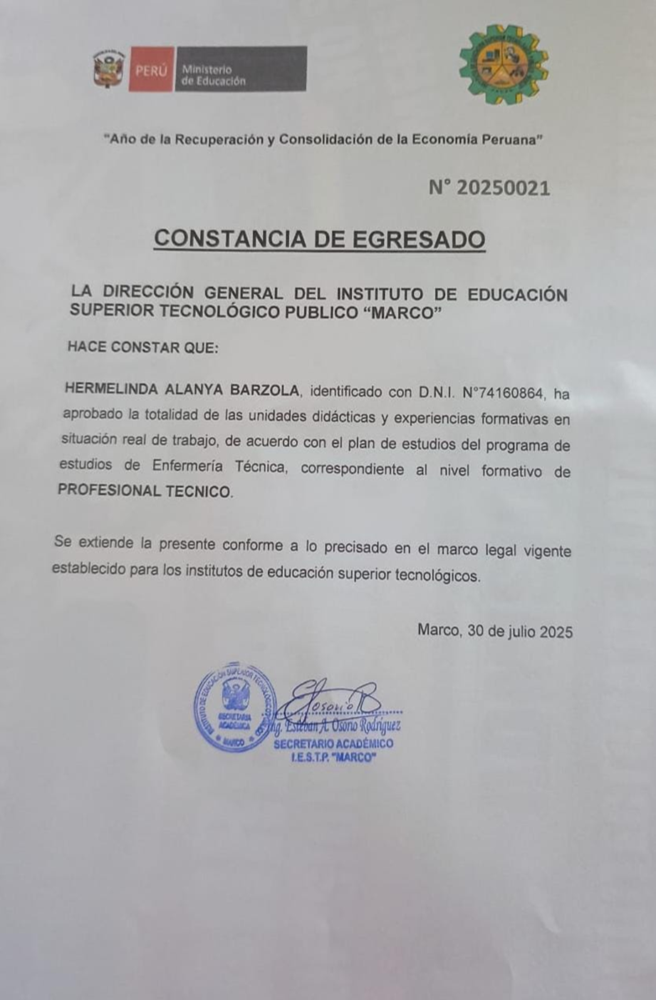 PERÚ
Ministerio
de Educación
"Año de la Recuperación y Consolidación de la Economía Peruana"
N° 20250021
CONSTANCIA DE EGRESADO
LA DIRECCIÓN GENERAL DEL INSTITUTO DE EDUCACIÓN
SUPERIOR TECNOLÓGICO PUBLICO “MARCO”
HACE CONSTAR QUE:
HERMELINDA ALANYA BARZOLA, identificado con D.N.I. N°74160864, ha
aprobado la totalidad de las unidades didácticas y experiencias formativas en
situación real de trabajo, de acuerdo con el plan de estudios del programa de
estudios de Enfermería Técnica, correspondiente al nivel formativo de
PROFESIONAL TECNICO.
Se extiende la presente conforme a lo precisado en el marco legal vigente
establecido para los institutos de educación superior tecnológicos.
Marco, 30 de julio 2025
INSTITUTO DE EDUCACIÓN SUPERIOR TECNOLÓGICO
SECRETARIA
ACADÉMICA
MARCO
Ing. Esteban A. Osorio Rodríguez
SECRETARIO ACADÉMICO
I.E.S.T.P. "MARCO"